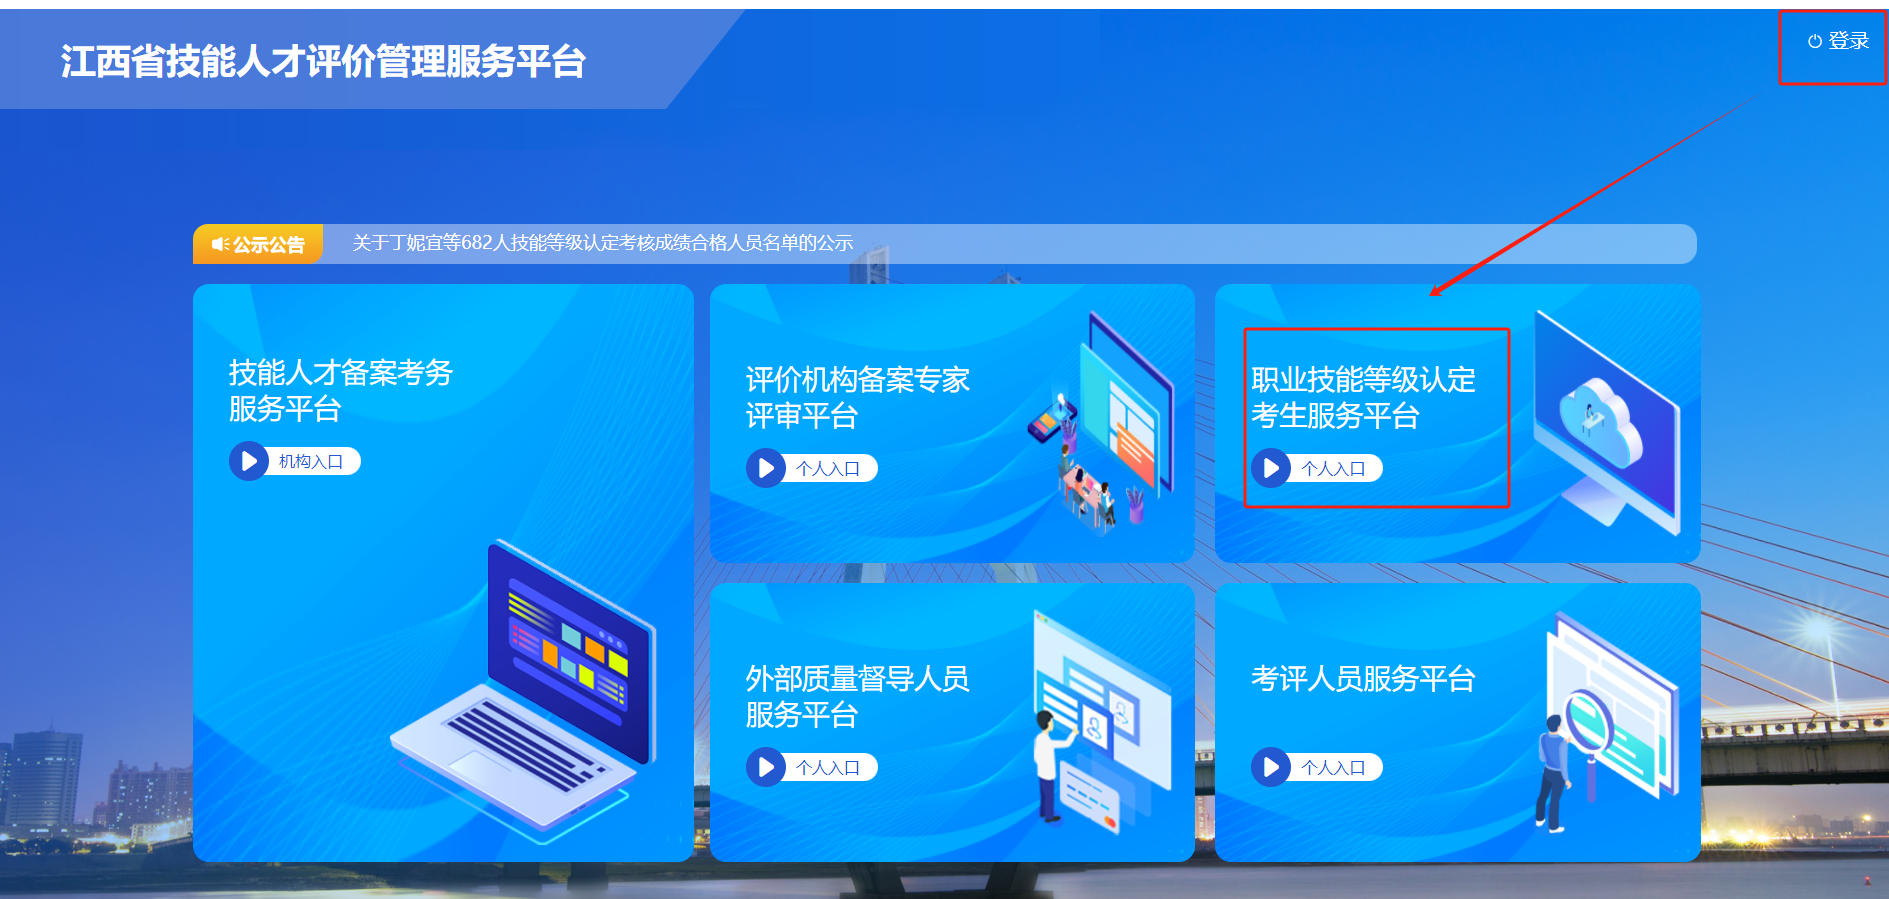 江西省技能人才评价管理服务平台
登录
公示公告
关于丁妮宜等682人技能等级认定考核成绩合格人员名单的公示
技能人才备案考务
服务平台
机构入口
评价机构备案专家
评审平台
个人入口
职业技能等级认定
考生服务平台
个人入口
外部质量督导人员
服务平台
个人入口
考评人员服务平台
个人入口